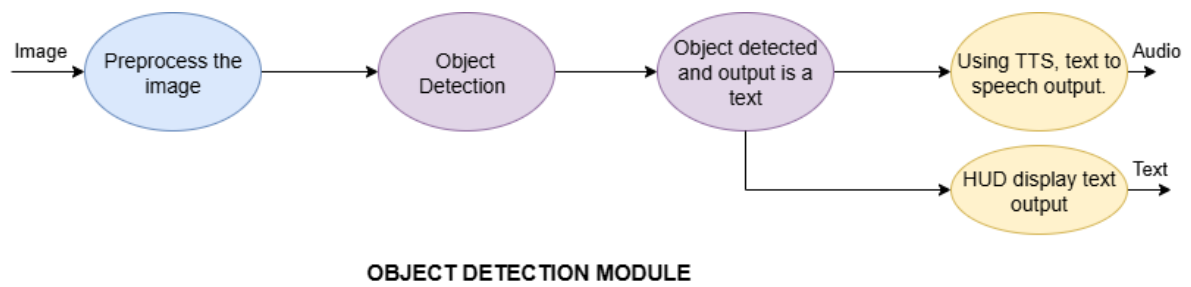 Image
Preprocess the
image
Object
Detection
Object detected
and output is a
text
Using TTS, text to
speech output.
Audio
HUD display text
output
Text
OBJECT DETECTION MODULE